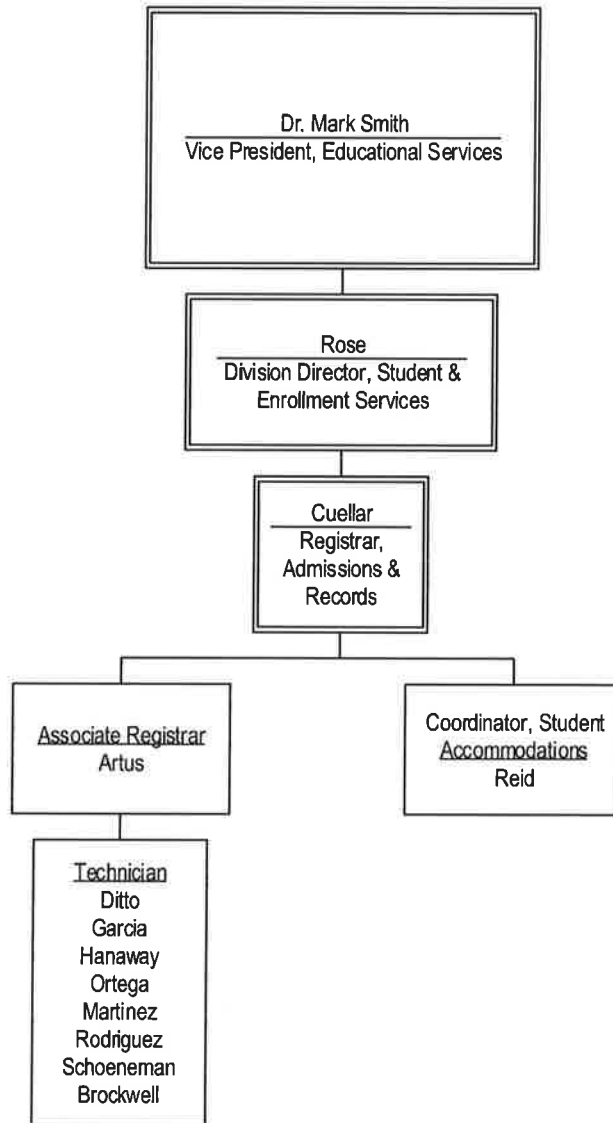 Dr. Mark Smith
Vice President, Educational Services
Rose
Division Director, Student &
Enrollment Services
Cuellar
Registrar,
Admissions &
Records
Associate Registrar
Artus
Coordinator, Student
Accommodations
Reid
Technician
Ditto
Garcia
Hanaway
Ortega
Martinez
Rodriguez
Schoeneman
Brockwell